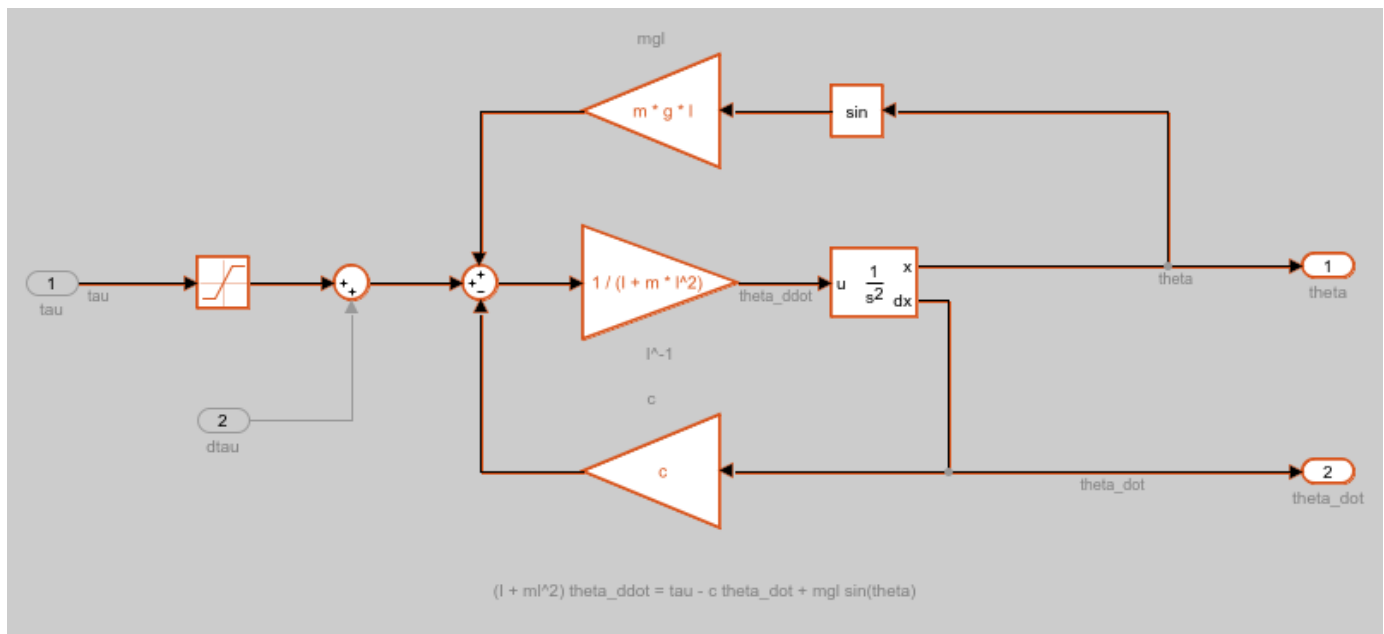 mgl
m * g * l
sin
1
tau
tau
+
+
+
+
−
1 / (I + m * l^2)
I^-1
theta_ddot
u
1
s2
x
dx
theta
1
theta
2
dtau
c
c
theta_dot
2
theta_dot
(I + ml^2) theta_ddot = tau - c theta_dot + mgl sin(theta)